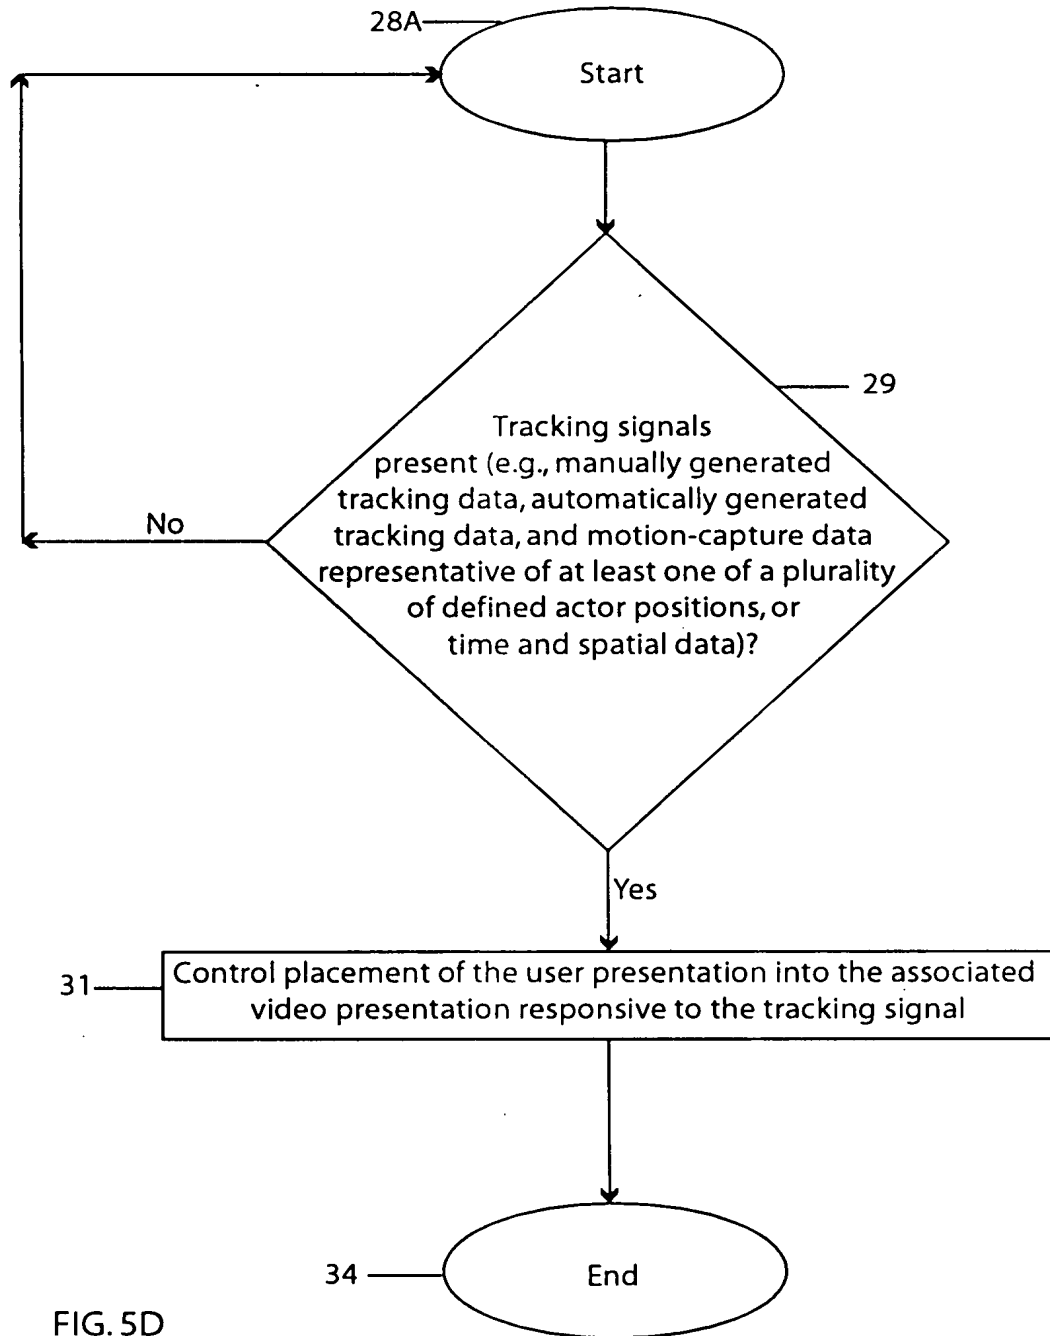 28A
Start
29
Tracking signals
present (e.g., manually generated
tracking data, automatically generated
tracking data, and motion-capture data
representative of at least one of a plurality
of defined actor positions, or
time and spatial data)?
No
Yes
31
Control placement of the user presentation into the associated
video presentation responsive to the tracking signal
34
End
FIG. 5D